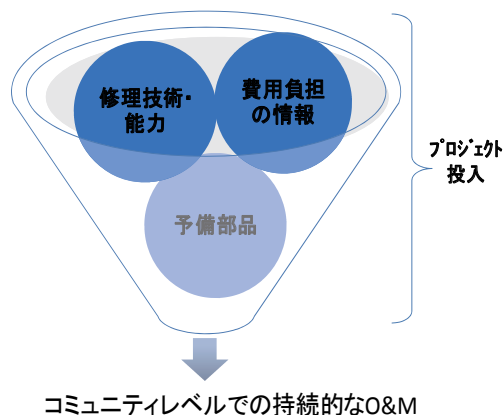 修理技術・
能力
費用負担
の情報
予備部品
ﾌﾟﾛｼﾞｪｸﾄ
投入
コミュニティレベルでの持続的なO&M